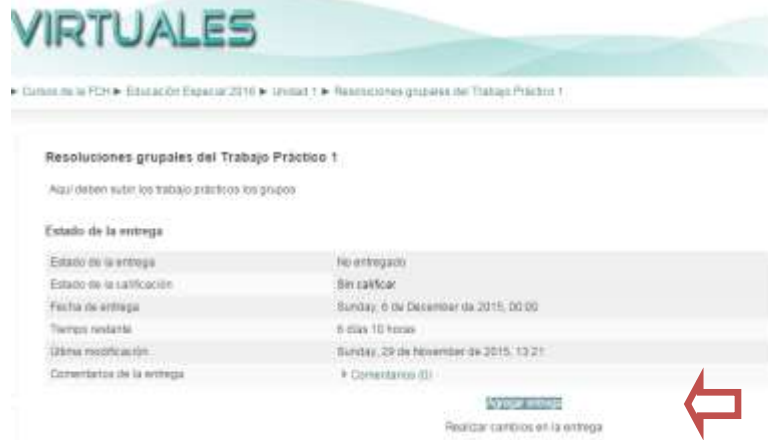 VIRTUALES
► Cursos de la FCH ► Educación Especial 2016 ► Unidad 1 ► Resoluciones grupales del Trabajo Práctico 1
Resoluciones grupales del Trabajo Práctico 1
Aquí deben subir los trabajo prácticos los grupos
Estado de la entrega
Estado de la entrega No entregado
Estado de la calificación Sin calificar
Fecha de entrega Sunday, 6 de December de 2015, 00:00
Tiempo restante 6 días 10 horas
Última modificación Sunday, 29 de November de 2015, 13:21
Comentarios de la entrega Comentarios (0)
Agregar entrega
Realizar cambios en la entrega